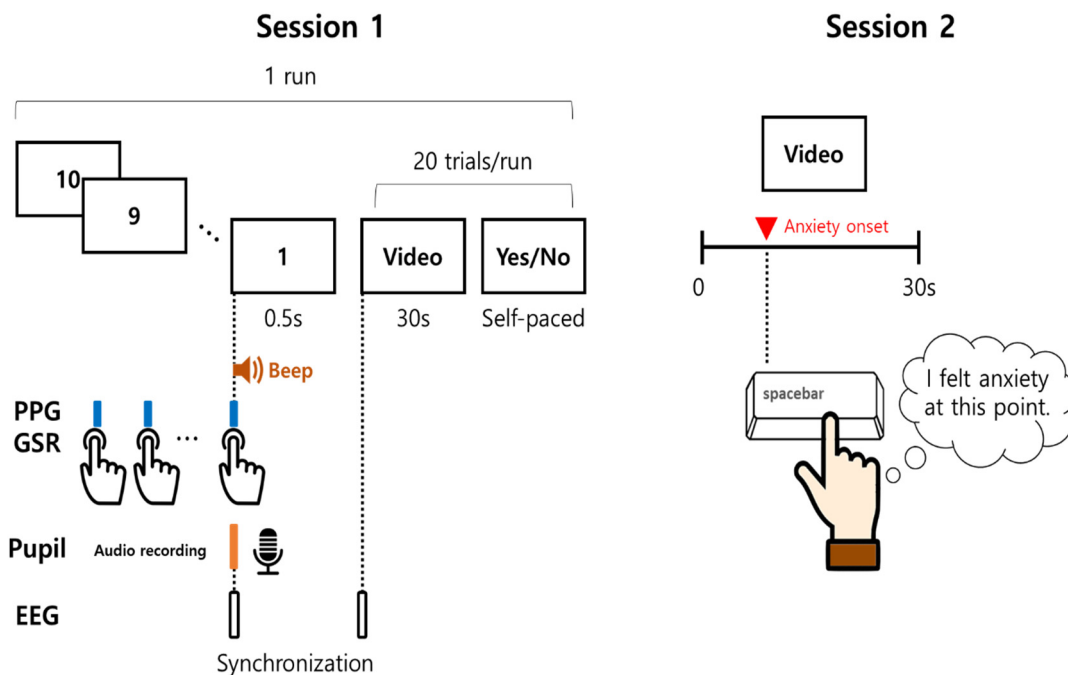 Session 1
Session 2
1 run
10
9
1
20 trials/run
Video
Yes/No
0.5s
30s
Self-paced
Beep
PPG
GSR
Pupil
Audio recording
EEG
Synchronization
Video
Anxiety onset
0
30s
spacebar
I felt anxiety
at this point.